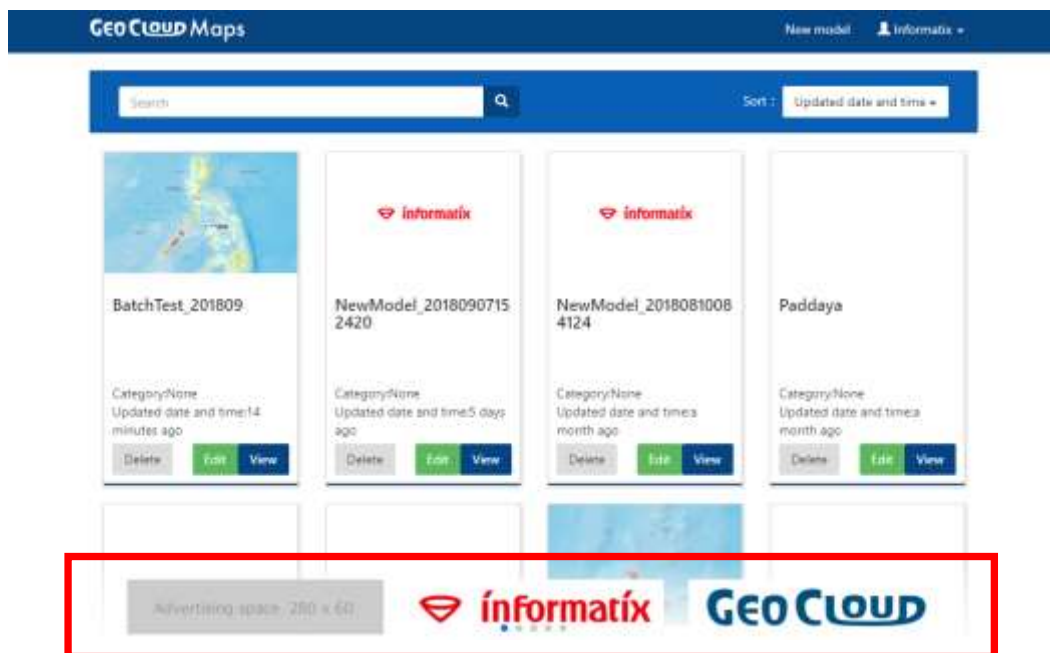 GEO CLOUD Maps
New model
Informatix
Search
Sort :
Updated date and time
informatix
informatix
BatchTest_201809
NewModel_2018090715
2420
NewModel_2018081008
4124
Paddaya
Category:None
Updated date and time:14
minutes ago
Category:None
Updated date and time:5 days
ago
Category:None
Updated date and time:a
month ago
Category:None
Updated date and time:a
month ago
Delete
Edit
View
Delete
Edit
View
Delete
Edit
View
Delete
Edit
View
Advertising space 280 x 60
informatix
GEO CLOUD